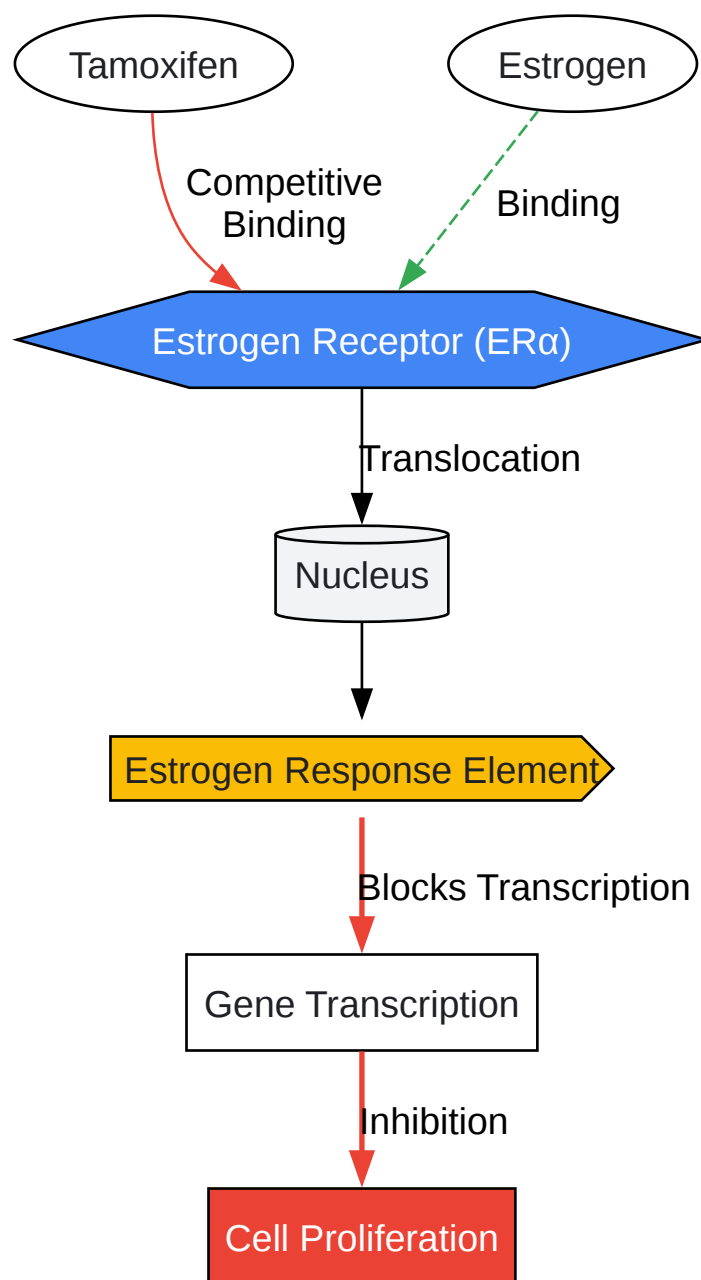 Tamoxifen
Estrogen
Competitive
Binding
Binding
Estrogen Receptor (ERα)
Translocation
Nucleus
Estrogen Response Element
Blocks Transcription
Gene Transcription
Inhibition
Cell Proliferation